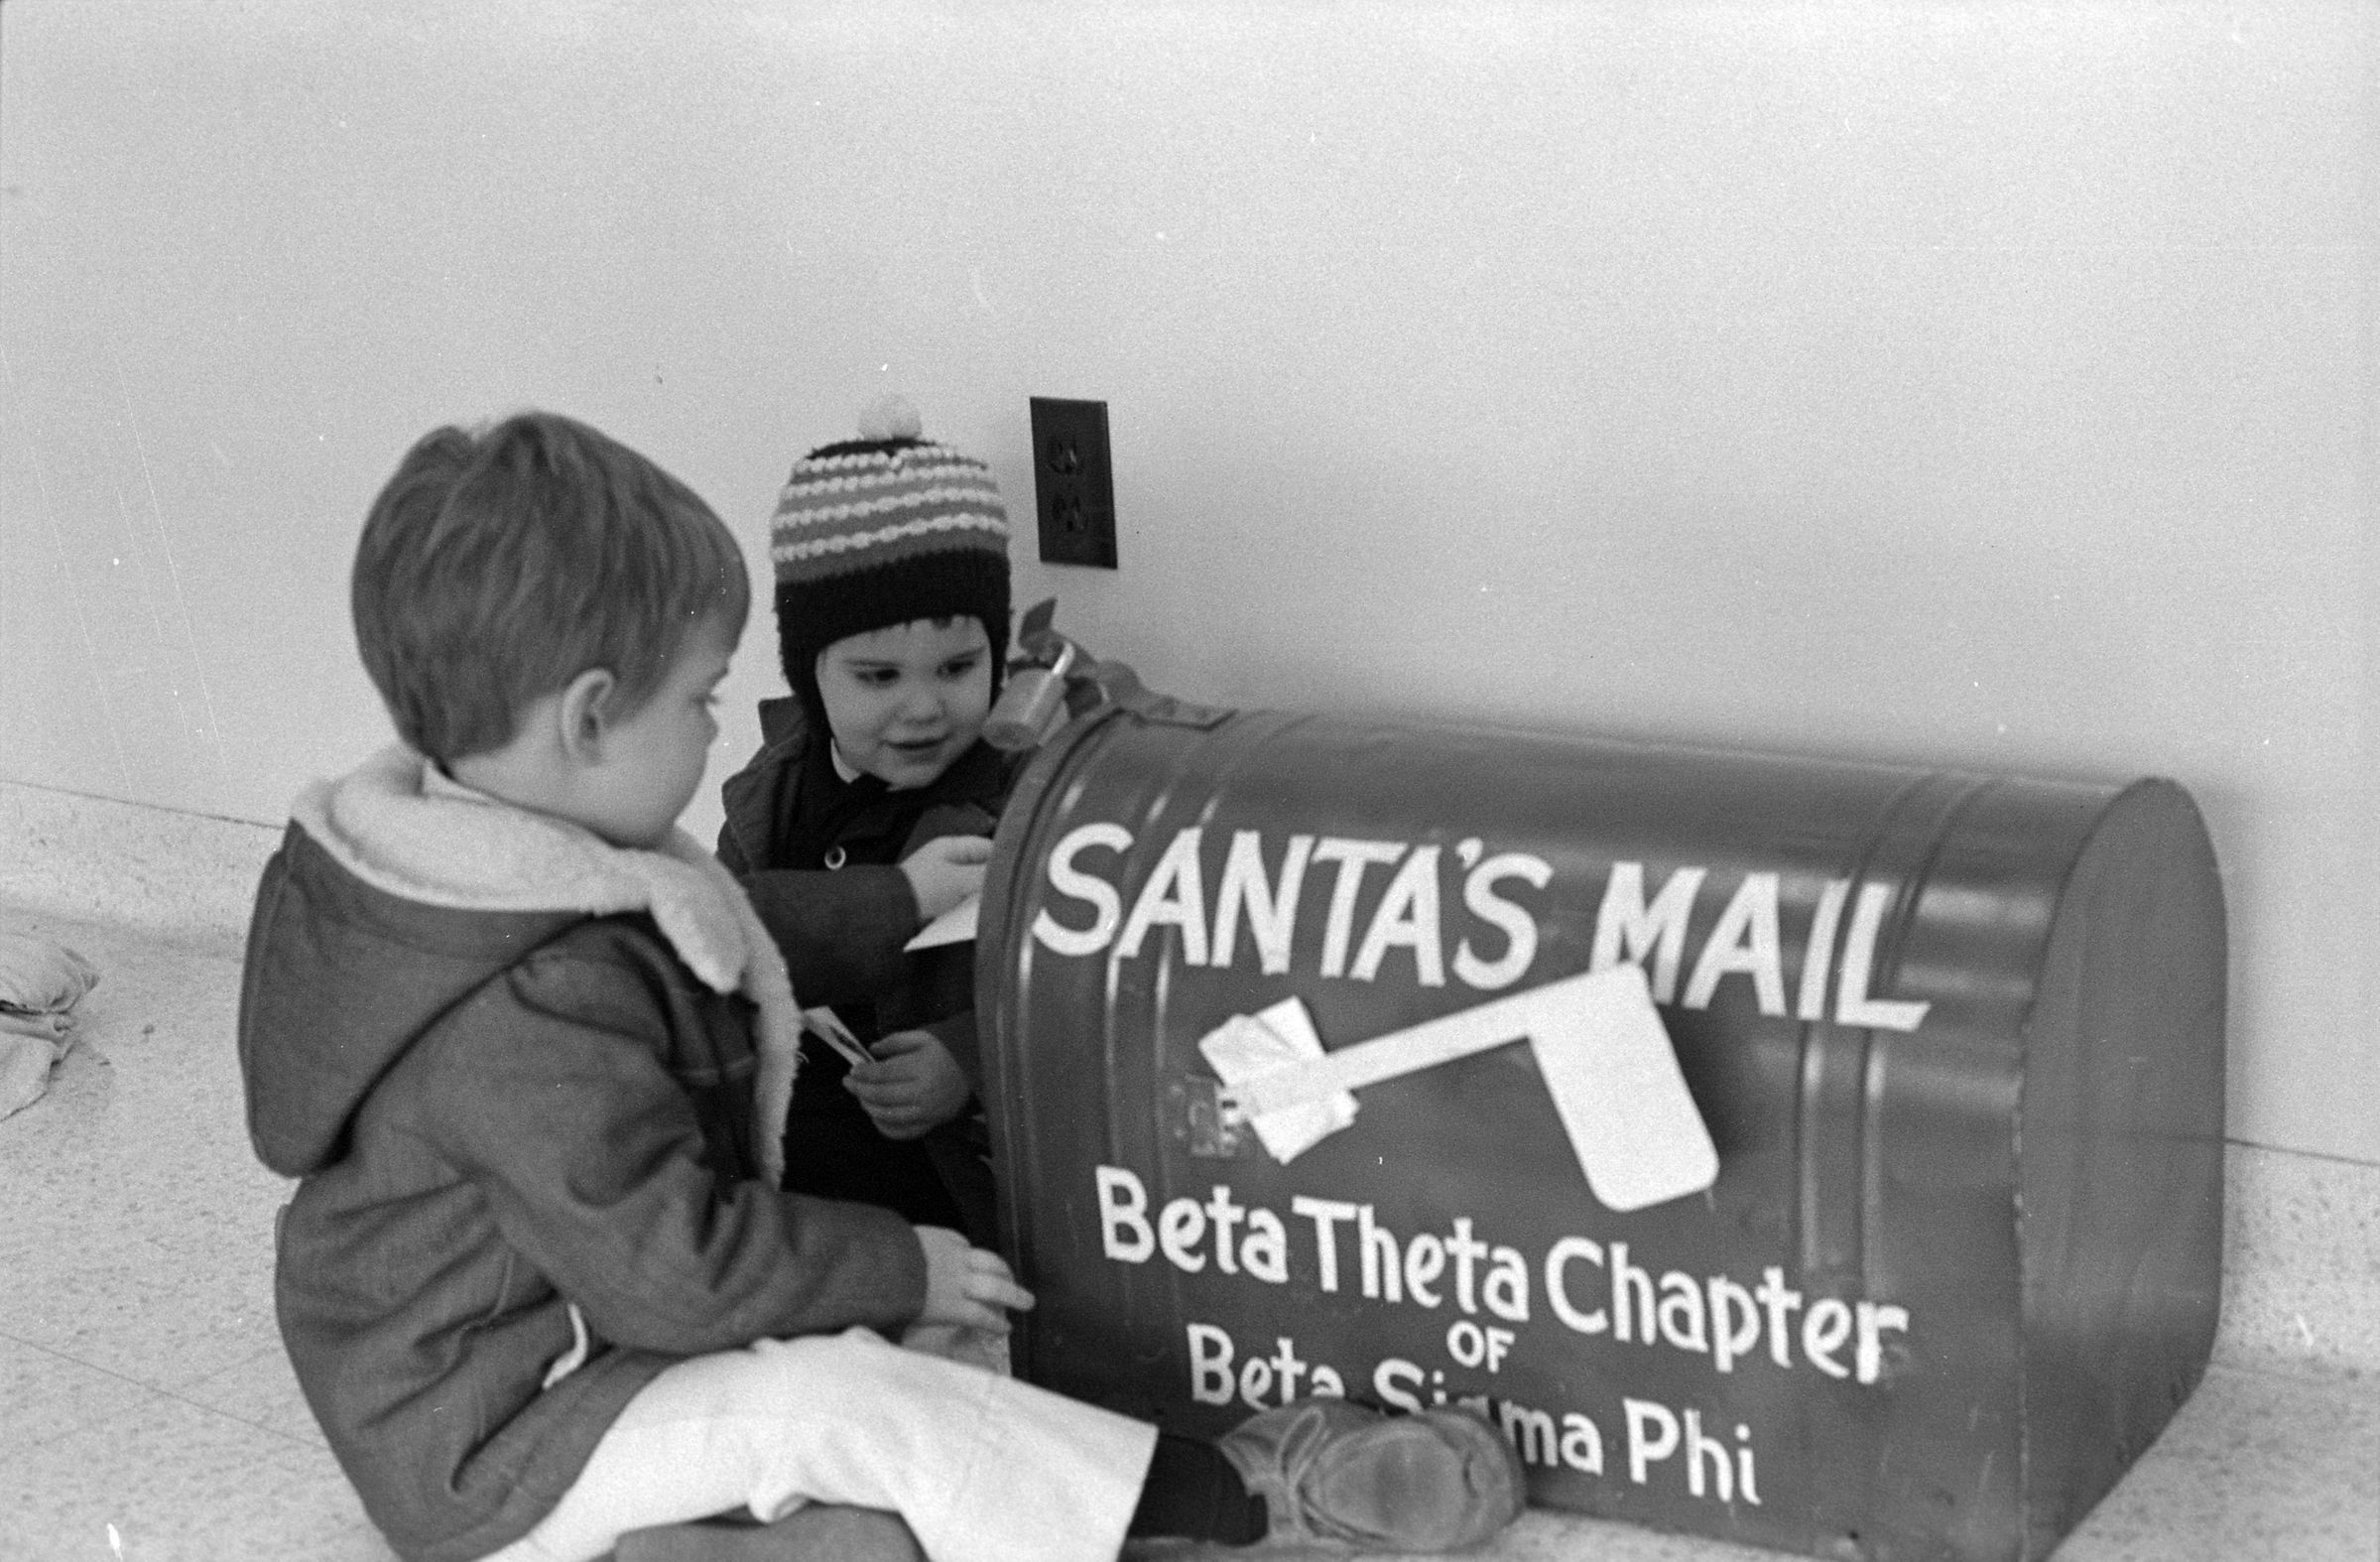 SANTA'S MAIL
Beta Theta Chapter
OF
Beta Sigma Phi